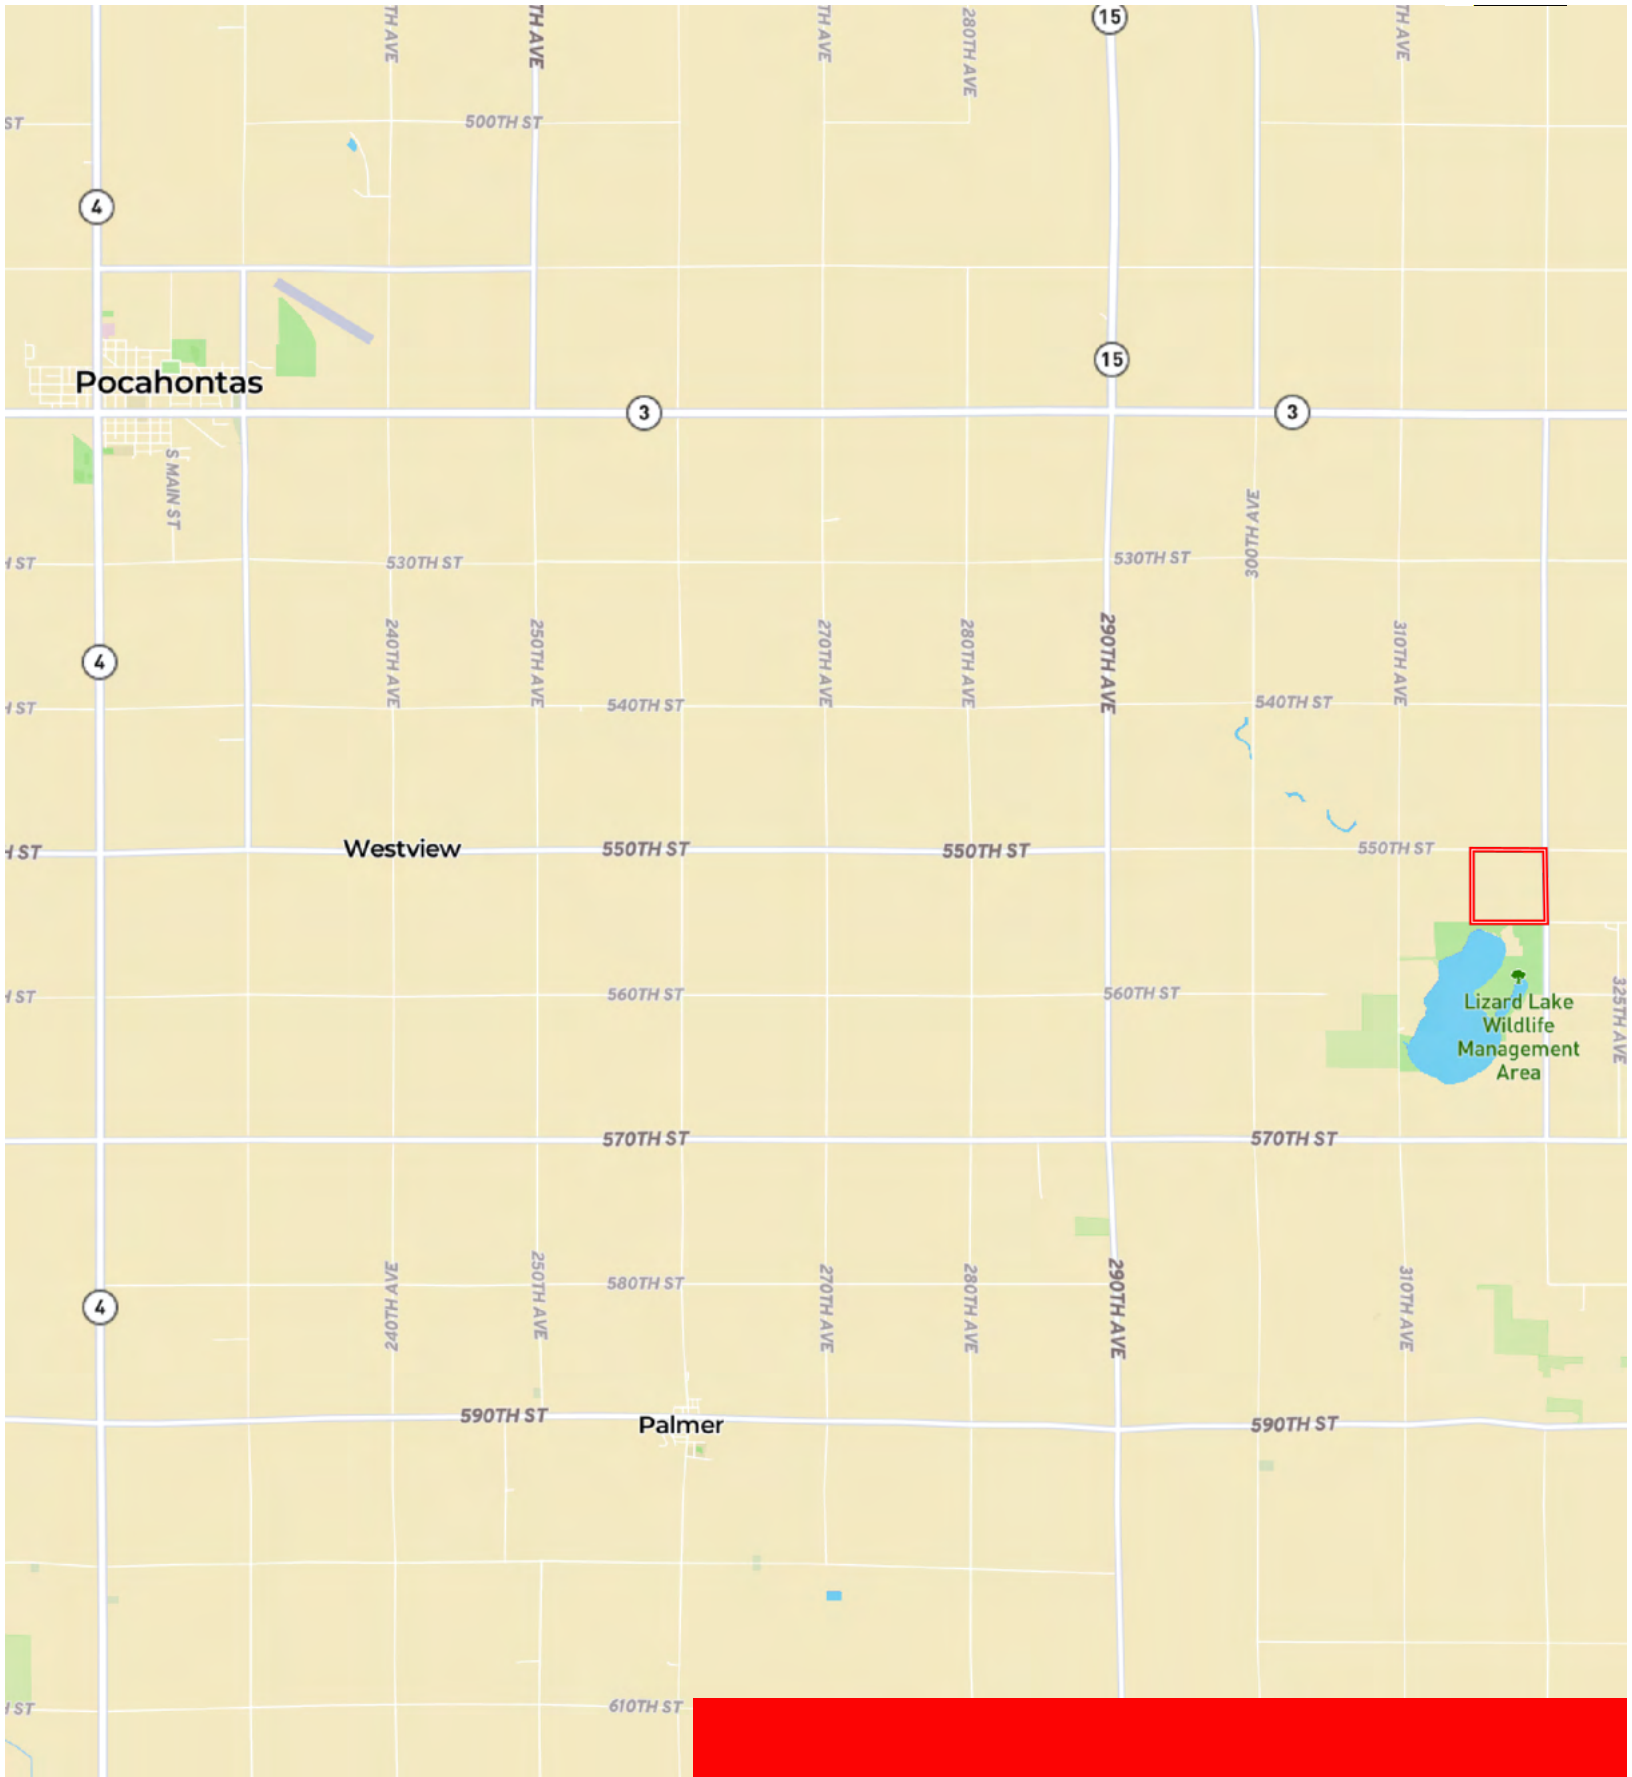 TH AVE
TH AVE
TH AVE
280TH AVE
15
TH AVE
ST
500TH ST
4
15
Pocahontas
3
3
S MAIN ST
300TH AVE
H ST
530TH ST
530TH ST
240TH AVE
250TH AVE
270TH AVE
280TH AVE
290TH AVE
310TH AVE
4
H ST
540TH ST
540TH ST
H ST
Westview
550TH ST
550TH ST
550TH ST
H ST
560TH ST
560TH ST
325TH AVE
Lizard Lake
Wildlife
Management
Area
570TH ST
570TH ST
240TH AVE
250TH AVE
580TH ST
270TH AVE
280TH AVE
290TH AVE
310TH AVE
4
590TH ST
Palmer
590TH ST
H ST
610TH ST